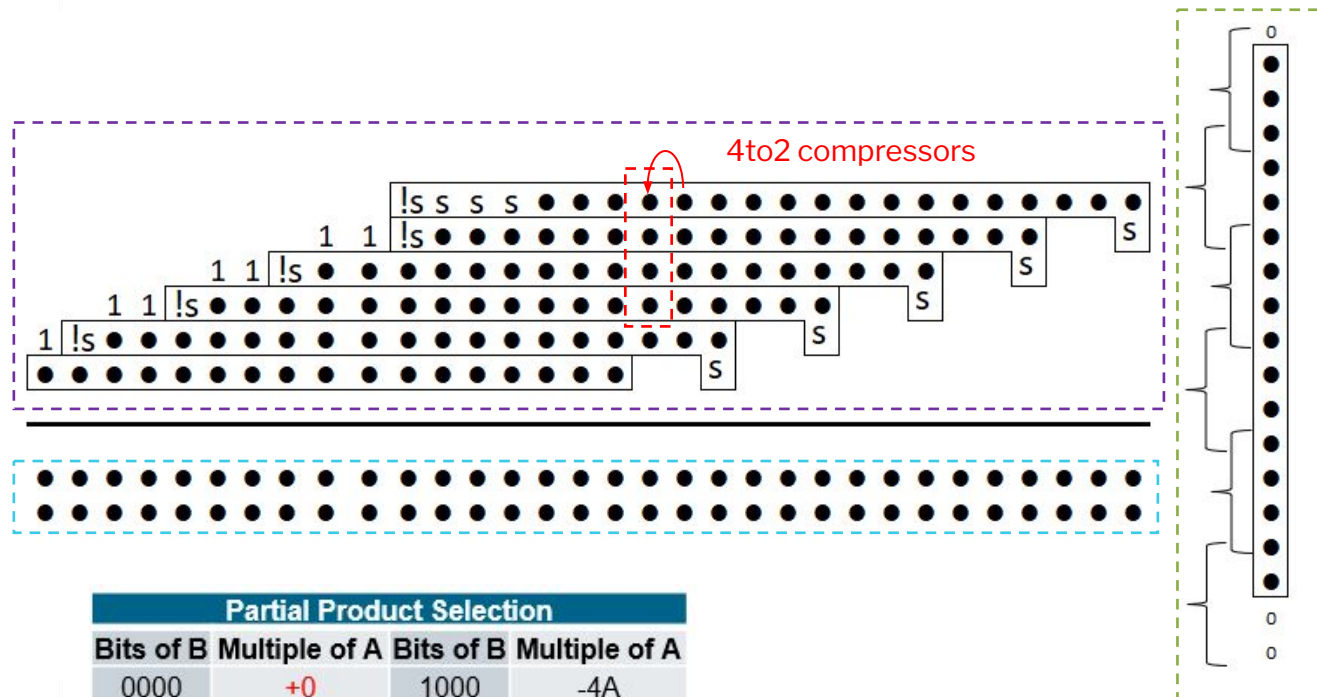 0
4to2 compressors
!s s s s
1 1 !s s
1 1 !s s
1 1 !s s
1 !s s
s
0
0
Partial Product Selection
Bits of B Multiple of A Bits of B Multiple of A
0000 +0 1000 -4A